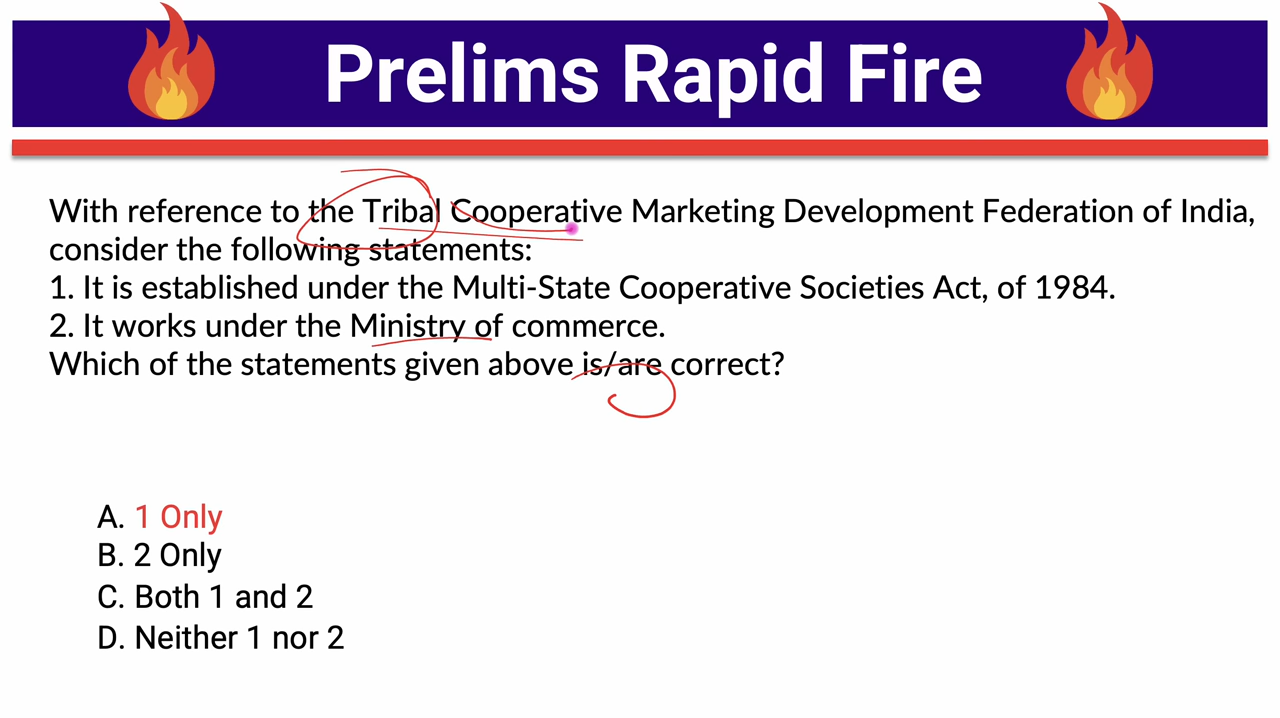 Prelims Rapid Fire
With reference to the Tribal Cooperative Marketing Development Federation of India,
consider the following statements:
1. It is established under the Multi-State Cooperative Societies Act, of 1984.
2. It works under the Ministry of commerce.
Which of the statements given above is/are correct?
A. 1 Only
B. 2 Only
C. Both 1 and 2
D. Neither 1 nor 2